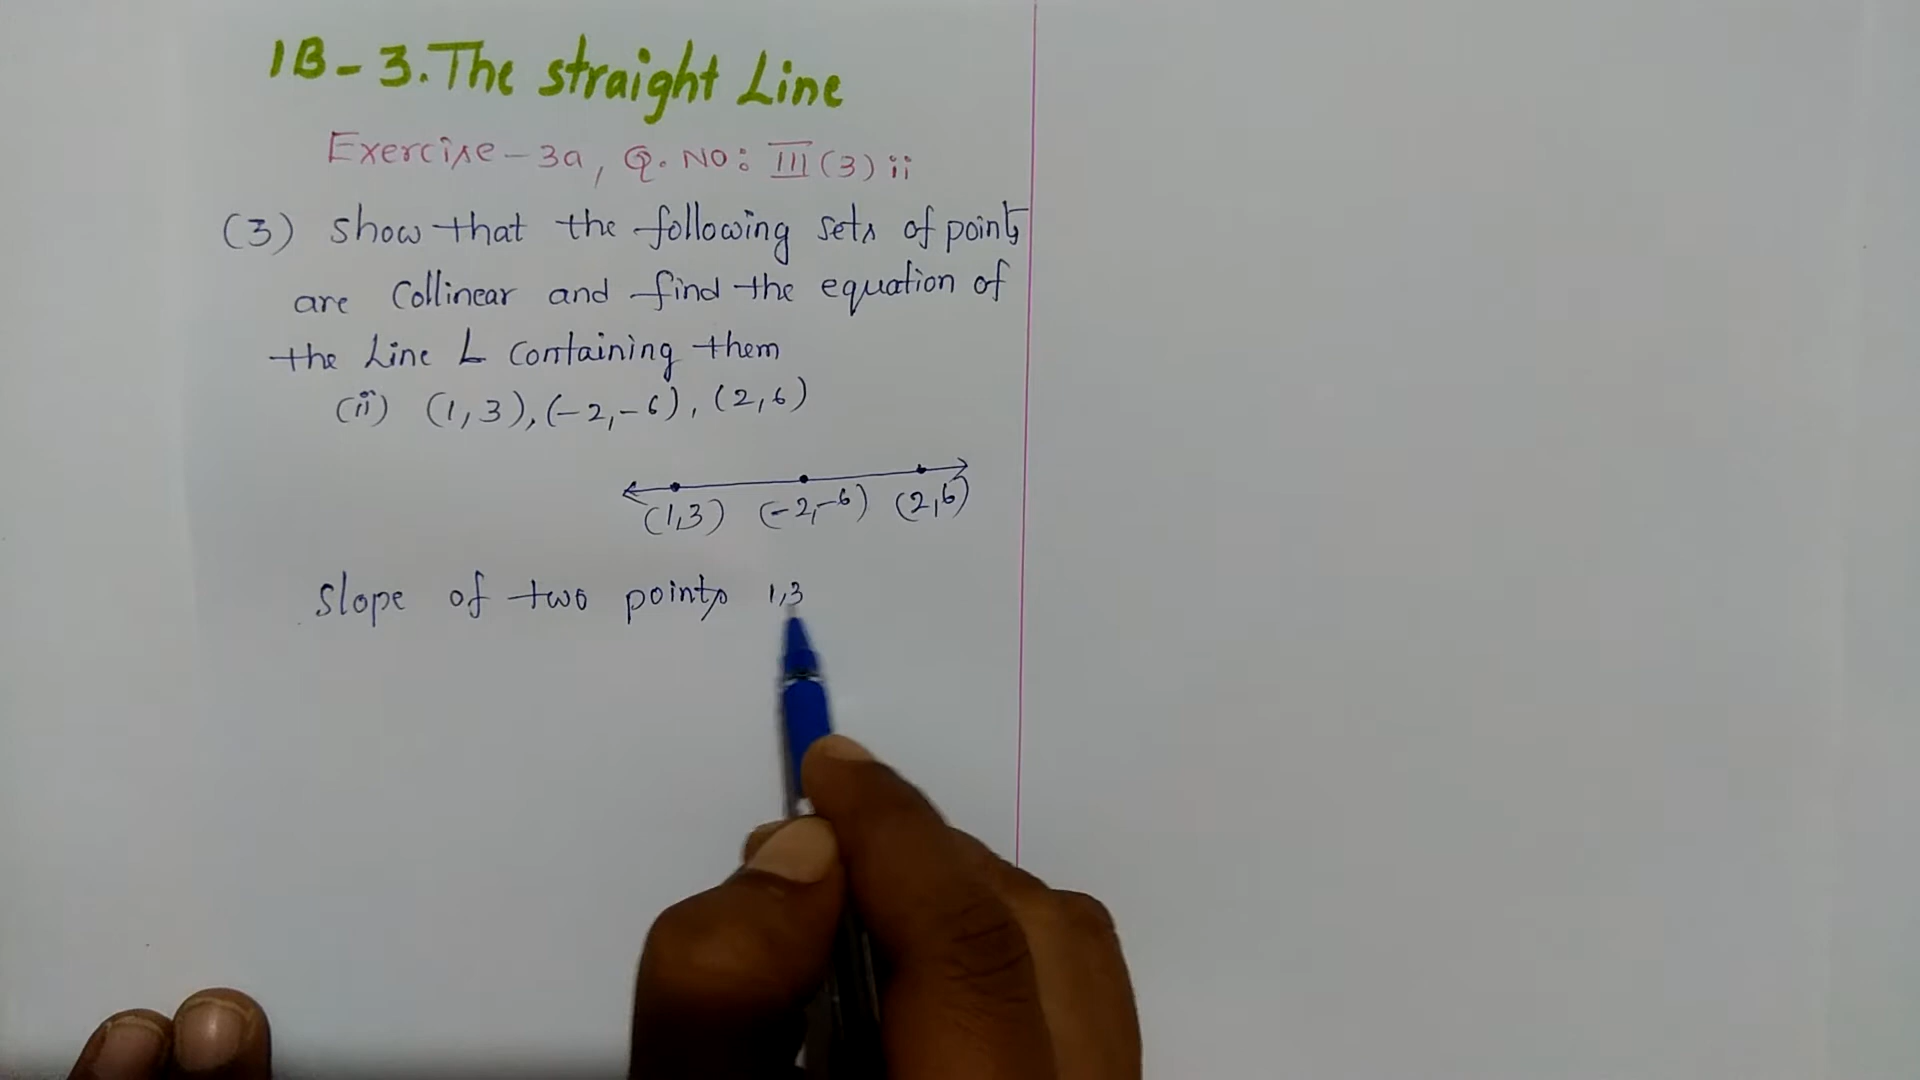 1B-3. The straight Line
Exercise-3a, Q. NO: III (3) ii
(3) show that the following sets of points
are Collinear and find the equation of
the Line L Containing them
(ii) (1,3), (-2,-6), (2,6)
(1,3) (-2,-6) (2,6)
slope of two points 1,3